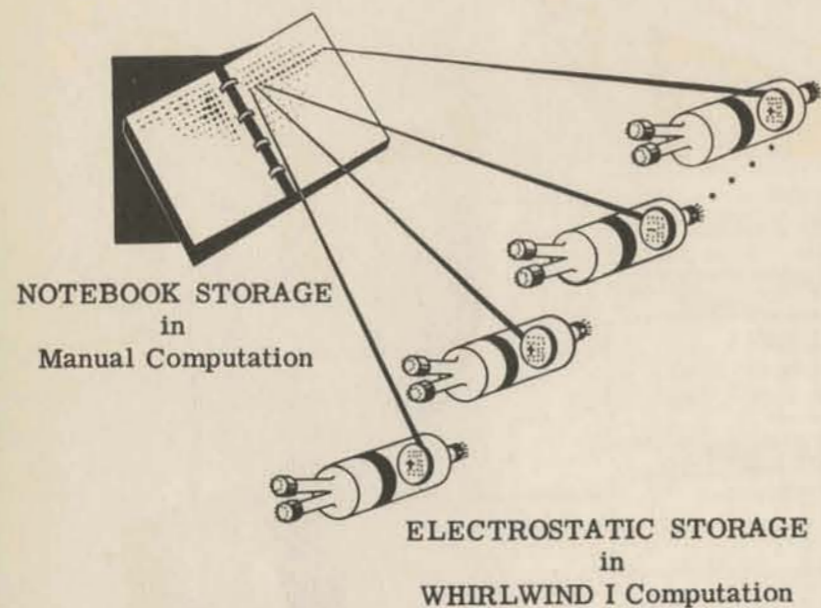 NOTEBOOK STORAGE
in
Manual Computation
ELECTROSTATIC STORAGE
in
WHIRLWIND I Computation